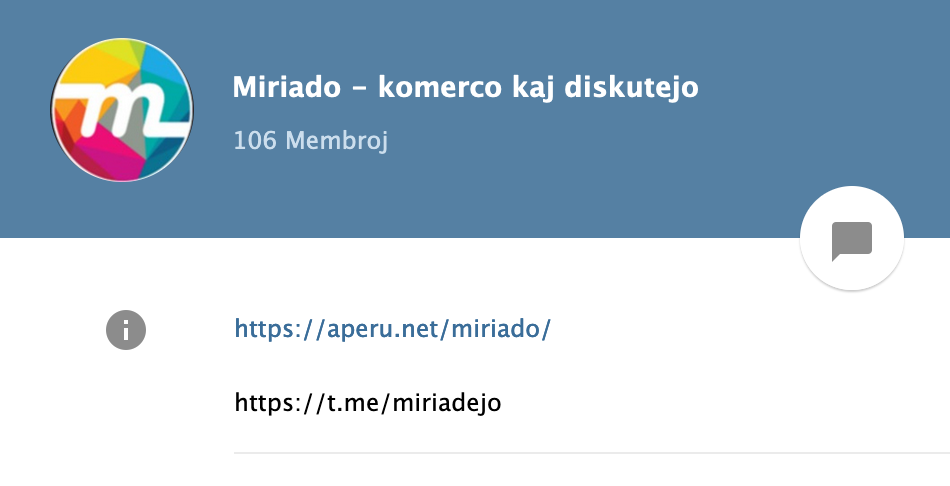 Miriado – komerco kaj diskutejo
106 Membroj
https://aperu.net/miriado/
https://t.me/miriadejo